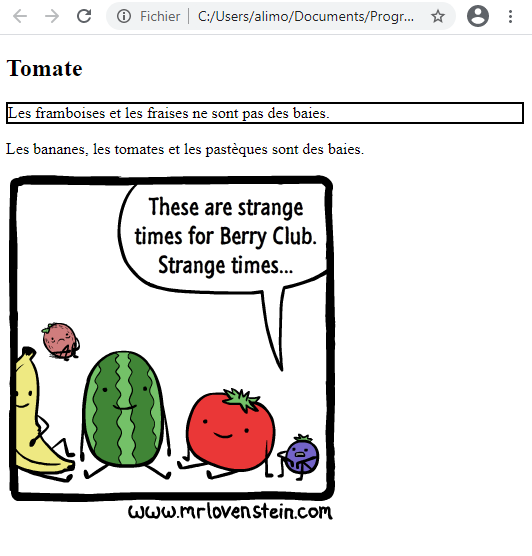 Fichier | C:/Users/alimo/Documents/Progr...
Tomate
Les framboises et les fraises ne sont pas des baies.
Les bananes, les tomates et les pastèques sont des baies.
These are strange
times for Berry Club.
Strange times...
www.mrlovenstein.com